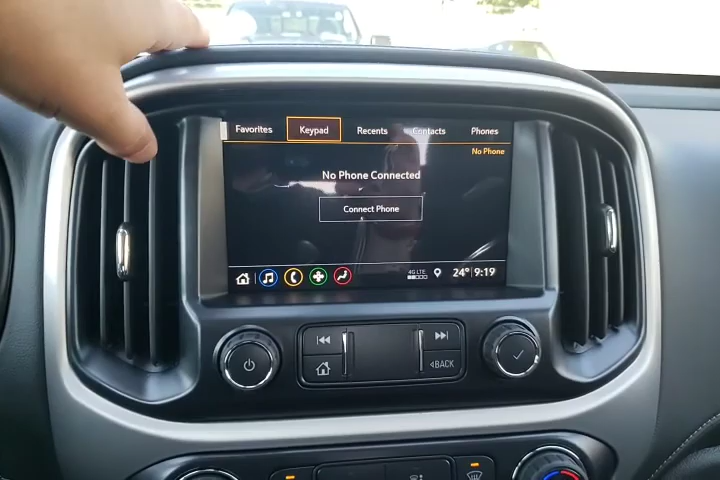 Favorites Keypad Recents Contacts Phones
No Phone
No Phone Connected
Connect Phone
4G LTE 24° 9:19
BACK